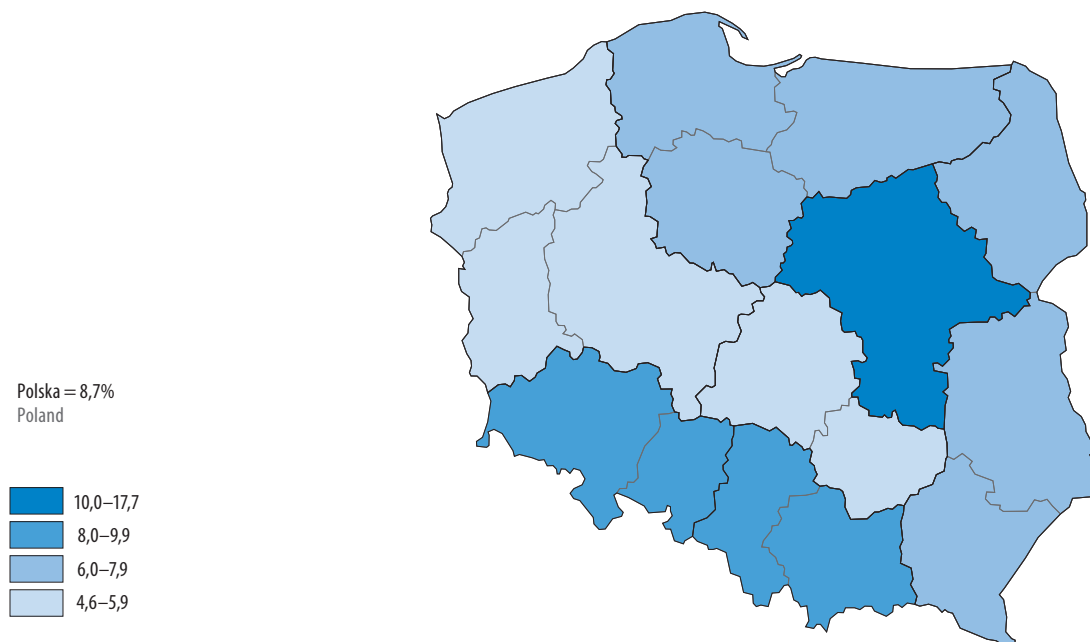 Polska = 8,7%
Poland
10,0–17,7
8,0–9,9
6,0–7,9
4,6–5,9